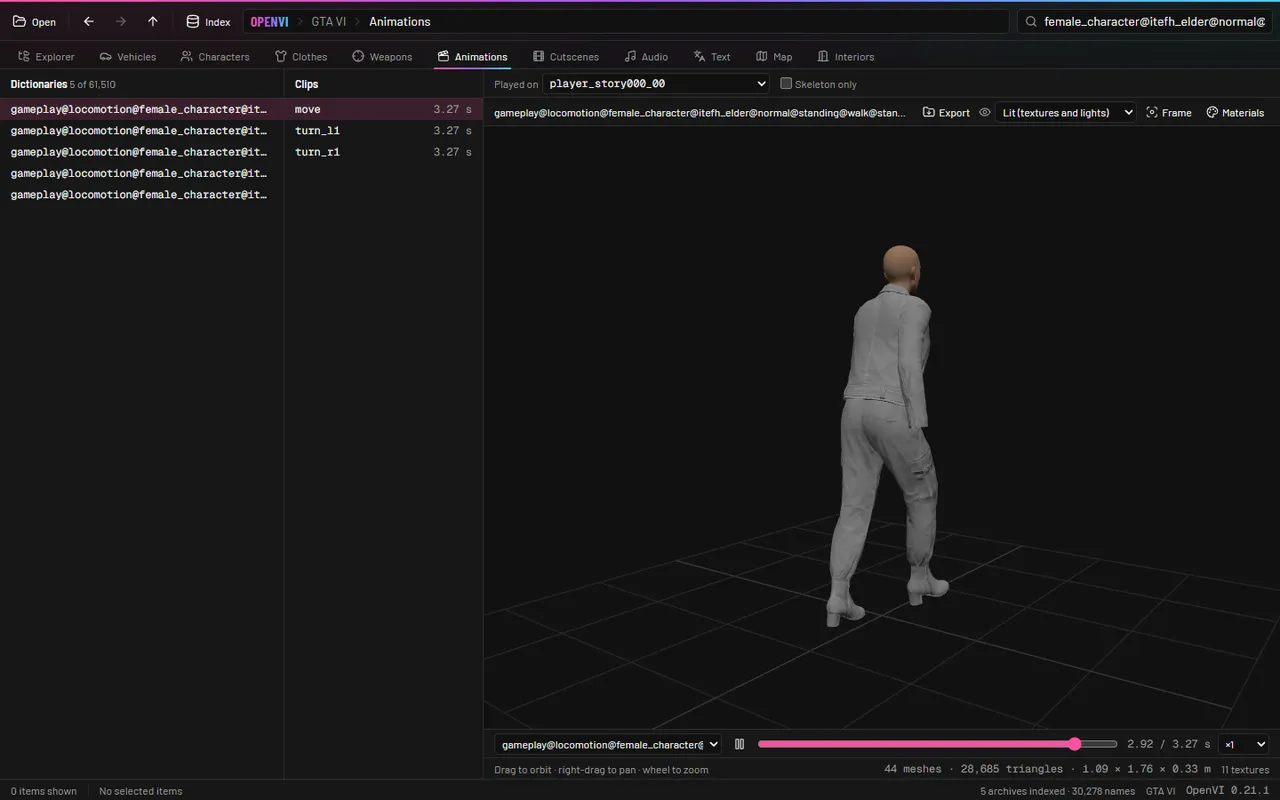 Open Index OPENVI GTA VI Animations female_character@itefh_elder@normal@
Explorer Vehicles Characters Clothes Weapons Animations Cutscenes Audio Text Map Interiors
Dictionaries 5 of 61,510 Clips Played on player_story000_00 Skeleton only
gameplay@locomotion@female_character@it… move 3.27 s gameplay@locomotion@female_character@itefh_elder@normal@standing@walk@stan... Export Lit (textures and lights) Frame Materials
gameplay@locomotion@female_character@it… turn_l1 3.27 s
gameplay@locomotion@female_character@it… turn_r1 3.27 s
gameplay@locomotion@female_character@it…
gameplay@locomotion@female_character@it…
gameplay@locomotion@female_character@ 2.92 / 3.27 s ×1
Drag to orbit · right-drag to pan · wheel to zoom 44 meshes · 28,685 triangles · 1.09 × 1.76 × 0.33 m 11 textures
0 items shown No selected items 5 archives indexed · 30,278 names GTA VI OpenVI 0.21.1